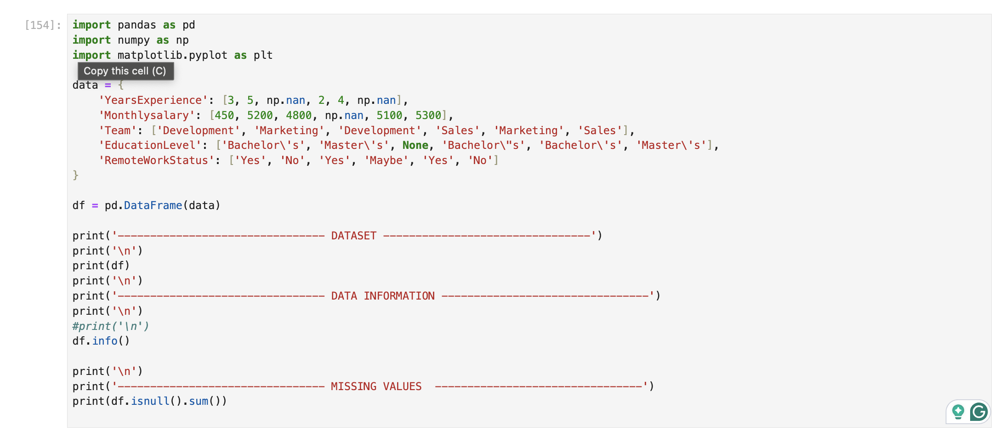 [154]: import pandas as pd
import numpy as np
import matplotlib.pyplot as plt
Copy this cell (C)
data = {
    'YearsExperience': [3, 5, np.nan, 2, 4, np.nan],
    'Monthlysalary': [450, 5200, 4800, np.nan, 5100, 5300],
    'Team': ['Development', 'Marketing', 'Development', 'Sales', 'Marketing', 'Sales'],
    'EducationLevel': ['Bachelor\'s', 'Master\'s', None, 'Bachelor\"s', 'Bachelor\'s', 'Master\'s'],
    'RemoteWorkStatus': ['Yes', 'No', 'Yes', 'Maybe', 'Yes', 'No']
}
df = pd.DataFrame(data)
print('-------------------------------- DATASET --------------------------------')
print('\n')
print(df)
print('\n')
print('-------------------------------- DATA INFORMATION --------------------------------')
print('\n')
#print('\n')
df.info()
print('\n')
print('-------------------------------- MISSING VALUES  --------------------------------')
print(df.isnull().sum())